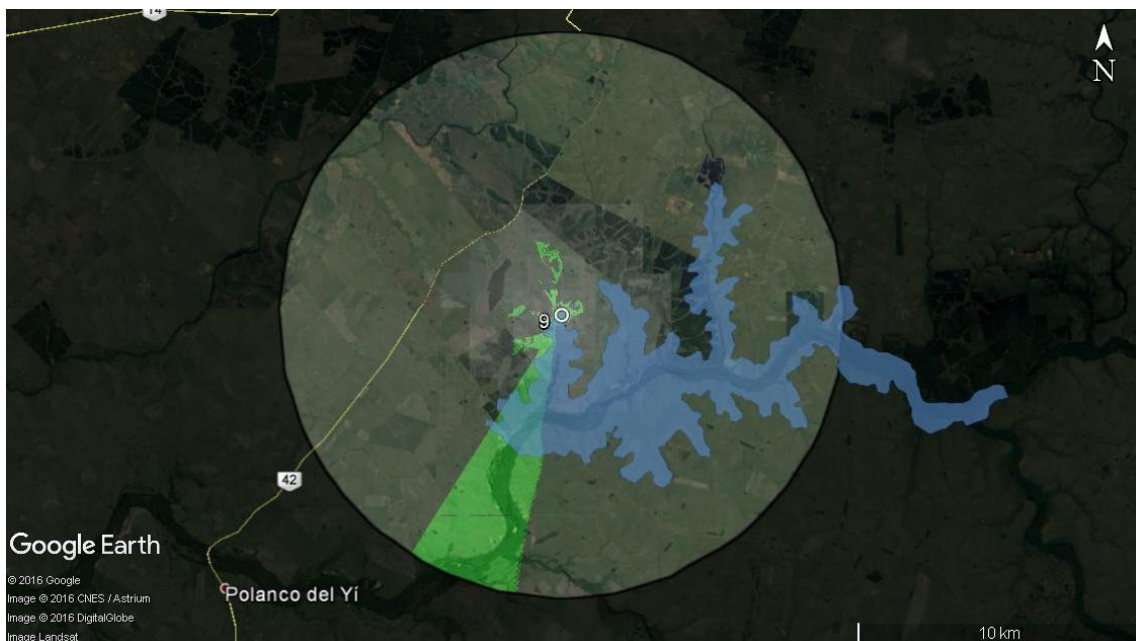 14
N
9
42
Google Earth
© 2016 Google
Image © 2016 CNES / Astrium
Image © 2016 DigitalGlobe
Image Landsat
Polanco del Yí
10 km